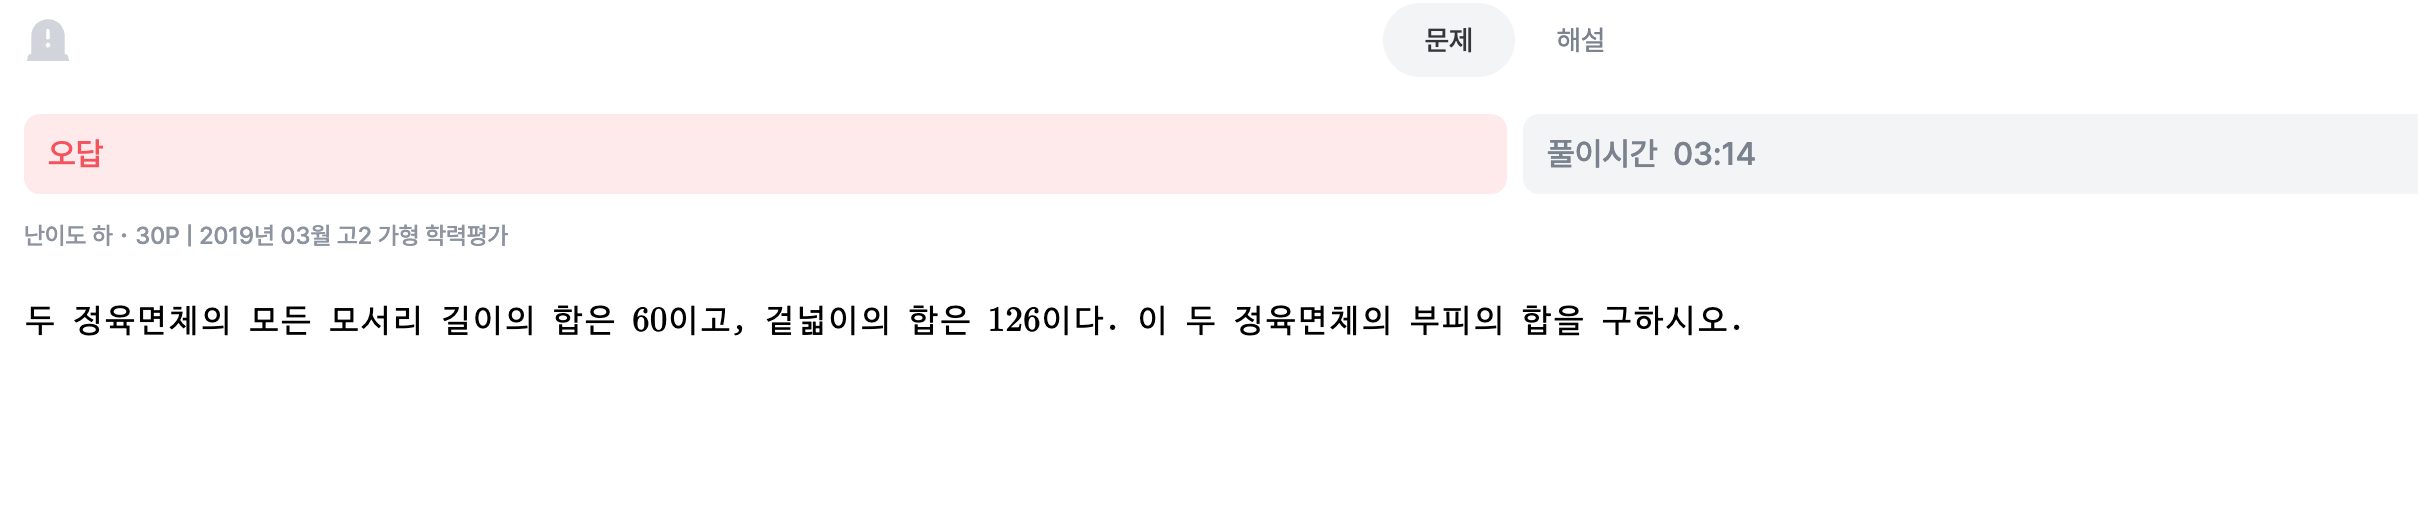 문제 해설
오답 풀이시간 03:14
난이도 하 · 30P | 2019년 03월 고2 가형 학력평가
두 정육면체의 모든 모서리 길이의 합은 60이고, 겉넓이의 합은 126이다. 이 두 정육면체의 부피의 합을 구하시오.